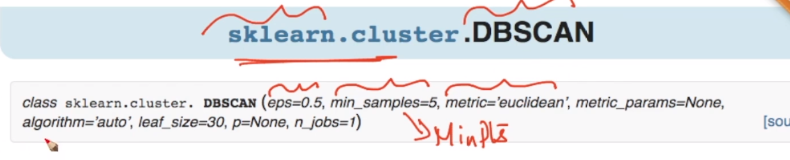 sklearn.cluster.DBSCAN
class sklearn.cluster. DBSCAN (eps=0.5, min_samples=5, metric='euclidean', metric_params=None,
algorithm='auto', leaf_size=30, p=None, n_jobs=1)
[sou
MinPts